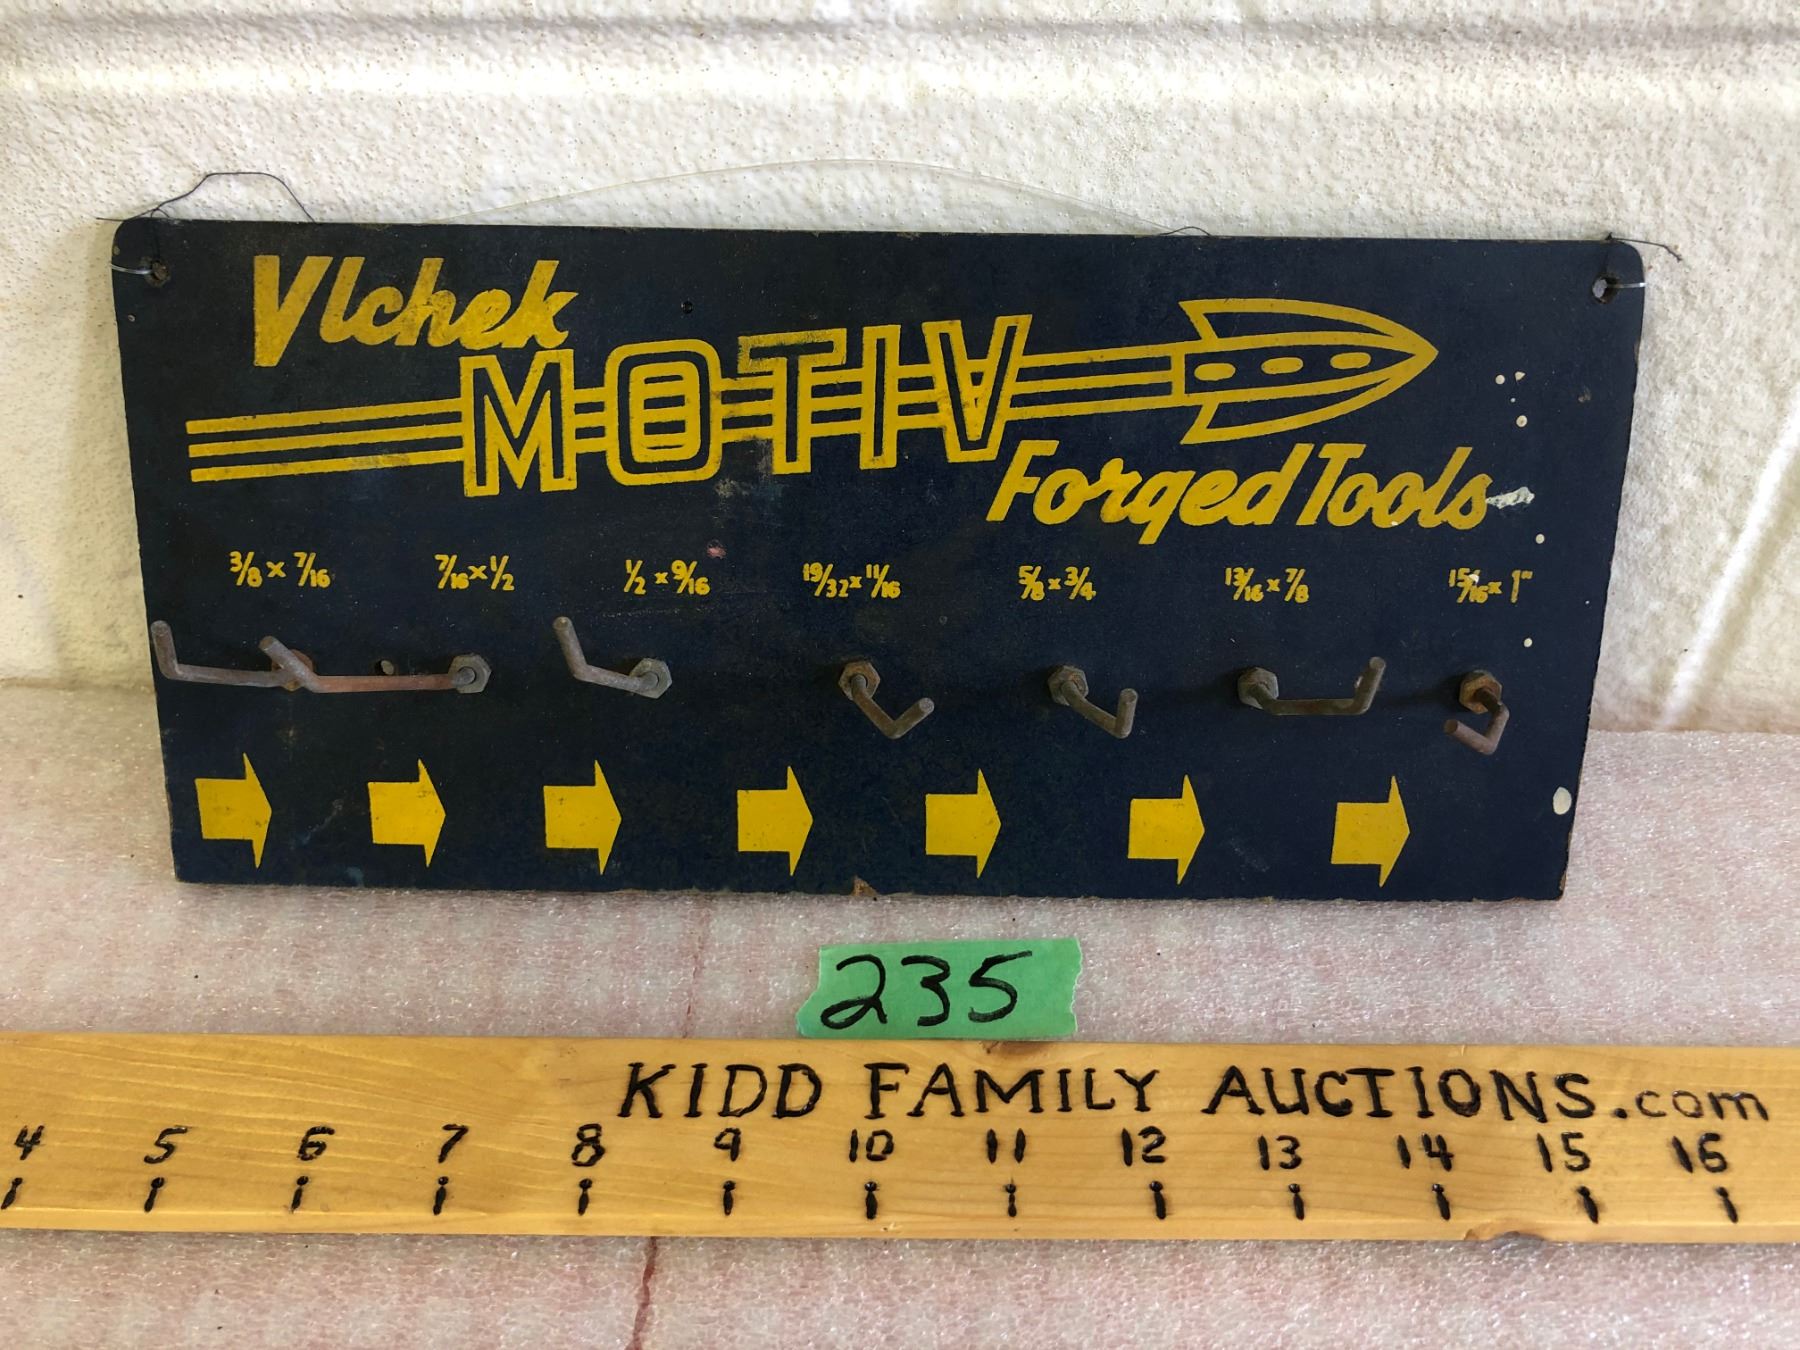 Vlchek
MOTIV
Forged Tools
3/8 x 7/16 7/16 x 1/2 1/2 x 9/16 19/32 x 11/16 5/8 x 3/4 13/16 x 7/8 15/16 x 1"
235
KIDD FAMILY AUCTIONS.com
4 5 6 7 8 9 10 11 12 13 14 15 16